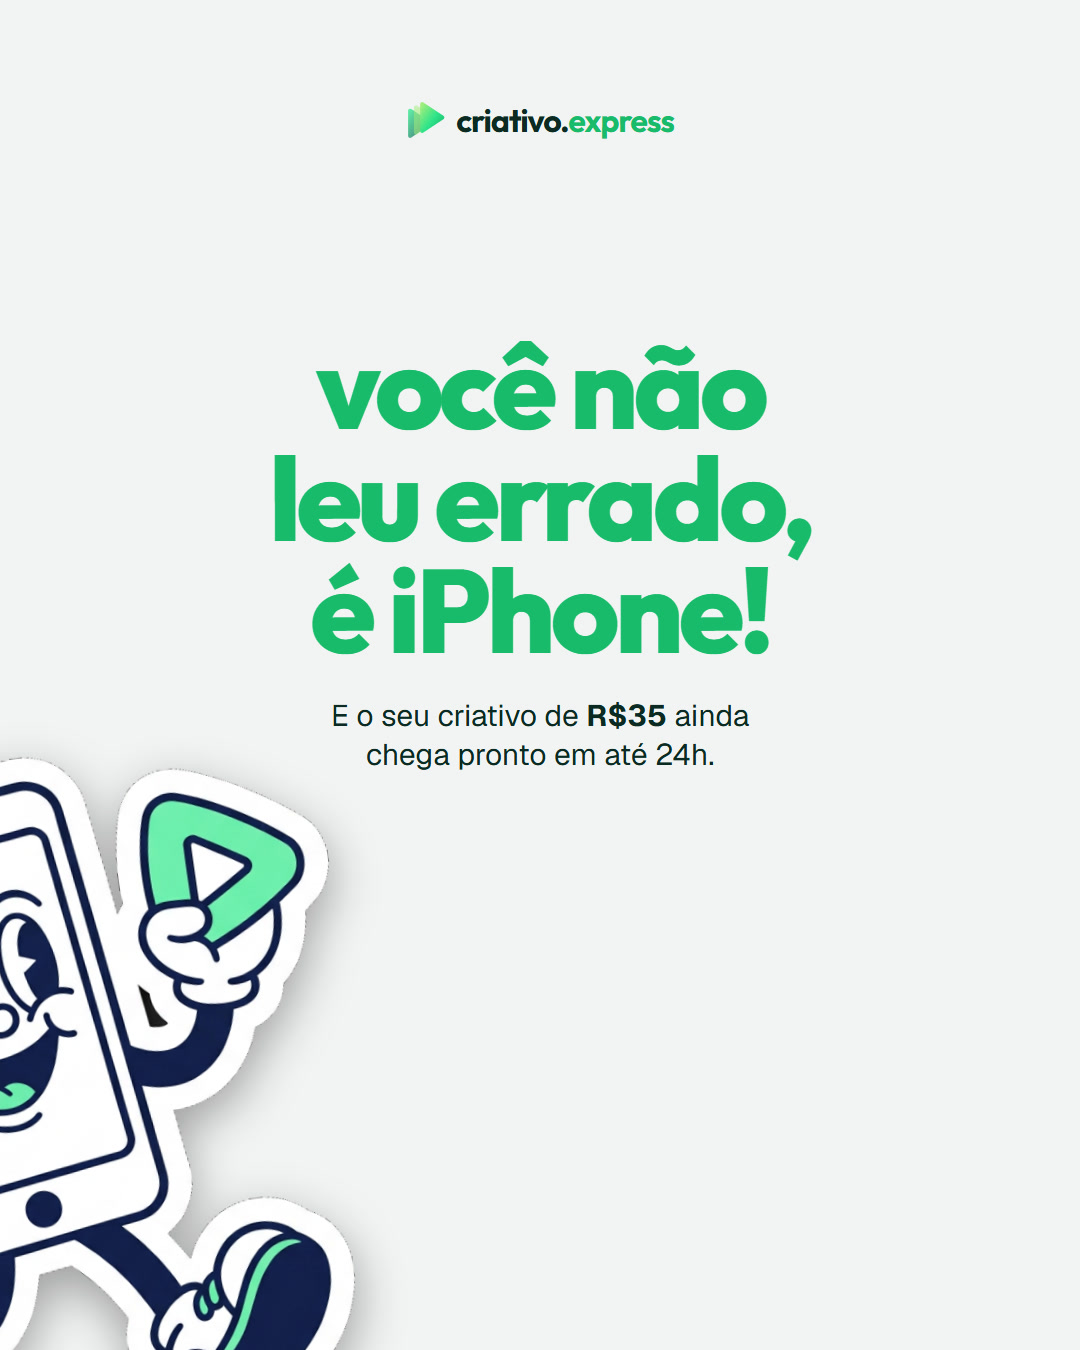 criativo.express
você não
leu errado,
é iPhone!
E o seu criativo de R$35 ainda
chega pronto em até 24h.